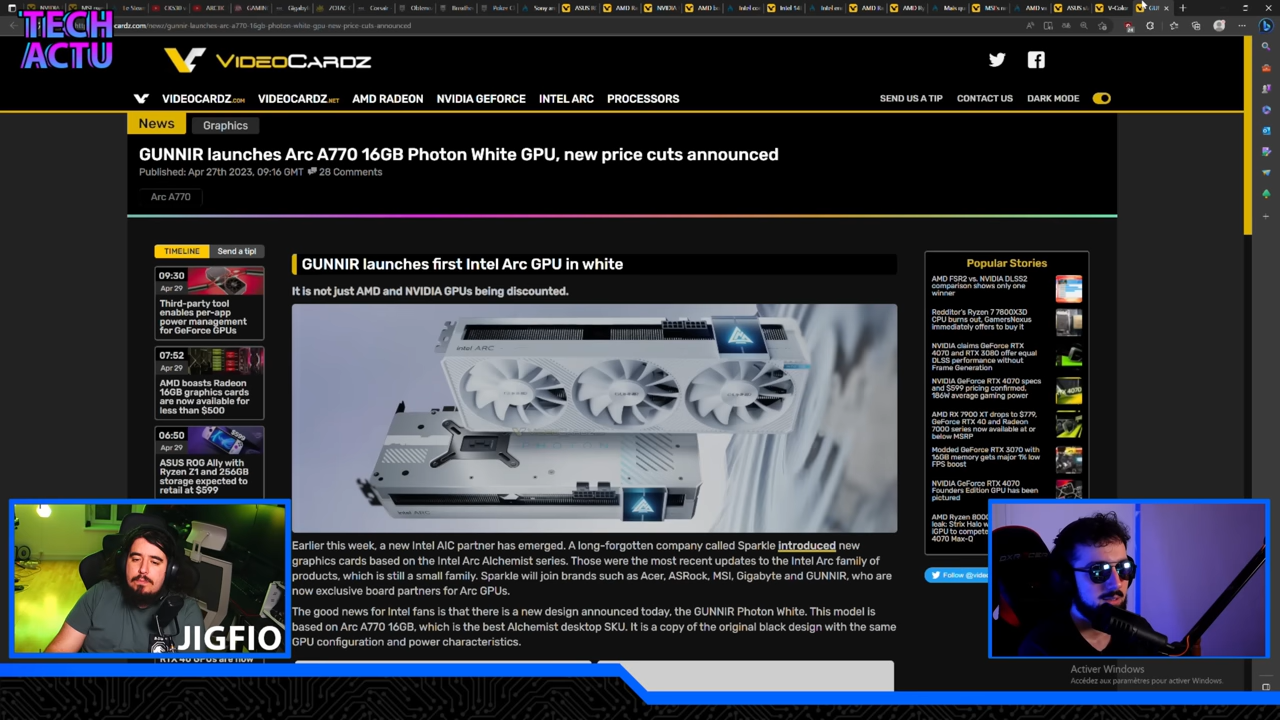 TECH
ACTU
cardz.com/news/gunnir-launches-arc-a770-16gb-photon-white-gpu-new-price-cuts-announced
VIDEOCARDZ
VIDEOCARDZ.COM VIDEOCARDZ.NET AMD RADEON NVIDIA GEFORCE INTEL ARC PROCESSORS SEND US A TIP CONTACT US DARK MODE
News Graphics
GUNNIR launches Arc A770 16GB Photon White GPU, new price cuts announced
Published: Apr 27th 2023, 09:16 GMT 28 Comments
Arc A770
TIMELINE Send a tip!
09:30
Apr 29
Third-party tool
enables per-app
power management
for GeForce GPUs
07:52
Apr 29
AMD boasts Radeon
16GB graphics cards
are now available for
less than $500
06:50
Apr 29
ASUS ROG Ally with
Ryzen Z1 and 256GB
storage expected to
retail at $599
RTX 40 GPUs are now
GUNNIR launches first Intel Arc GPU in white
It is not just AMD and NVIDIA GPUs being discounted.
intel ARC
Earlier this week, a new Intel AIC partner has emerged. A long-forgotten company called Sparkle introduced new
graphics cards based on the Intel Arc Alchemist series. Those were the most recent updates to the Intel Arc family of
products, which is still a small family. Sparkle will join brands such as Acer, ASRock, MSI, Gigabyte and GUNNIR, who are
now exclusive board partners for Arc GPUs.
The good news for Intel fans is that there is a new design announced today, the GUNNIR Photon White. This model is
based on Arc A770 16GB, which is the best Alchemist desktop SKU. It is a copy of the original black design with the same
GPU configuration and power characteristics.
Popular Stories
AMD FSR2 vs. NVIDIA DLSS2
comparison shows only one
winner
Redditor's Ryzen 7 7800X3D
CPU burns out, GamersNexus
immediately offers to buy it
NVIDIA claims GeForce RTX
4070 and RTX 3080 offer equal
DLSS performance without
Frame Generation
NVIDIA GeForce RTX 4070 specs
and $599 pricing confirmed,
186W average gaming power
AMD RX 7900 XT drops to $779,
GeForce RTX 40 and Radeon
7000 series now available at or
below MSRP
Modded GeForce RTX 3070 with
16GB memory gets major 1% low
FPS boost
NVIDIA GeForce RTX 4070
Founders Edition GPU has been
pictured
AMD Ryzen 8000
leak: Strix Halo w
iGPU to compete
4070 Max-Q
Follow @vide
JIGFIO
Activer Windows
Accédez aux paramètres pour activer Windows.